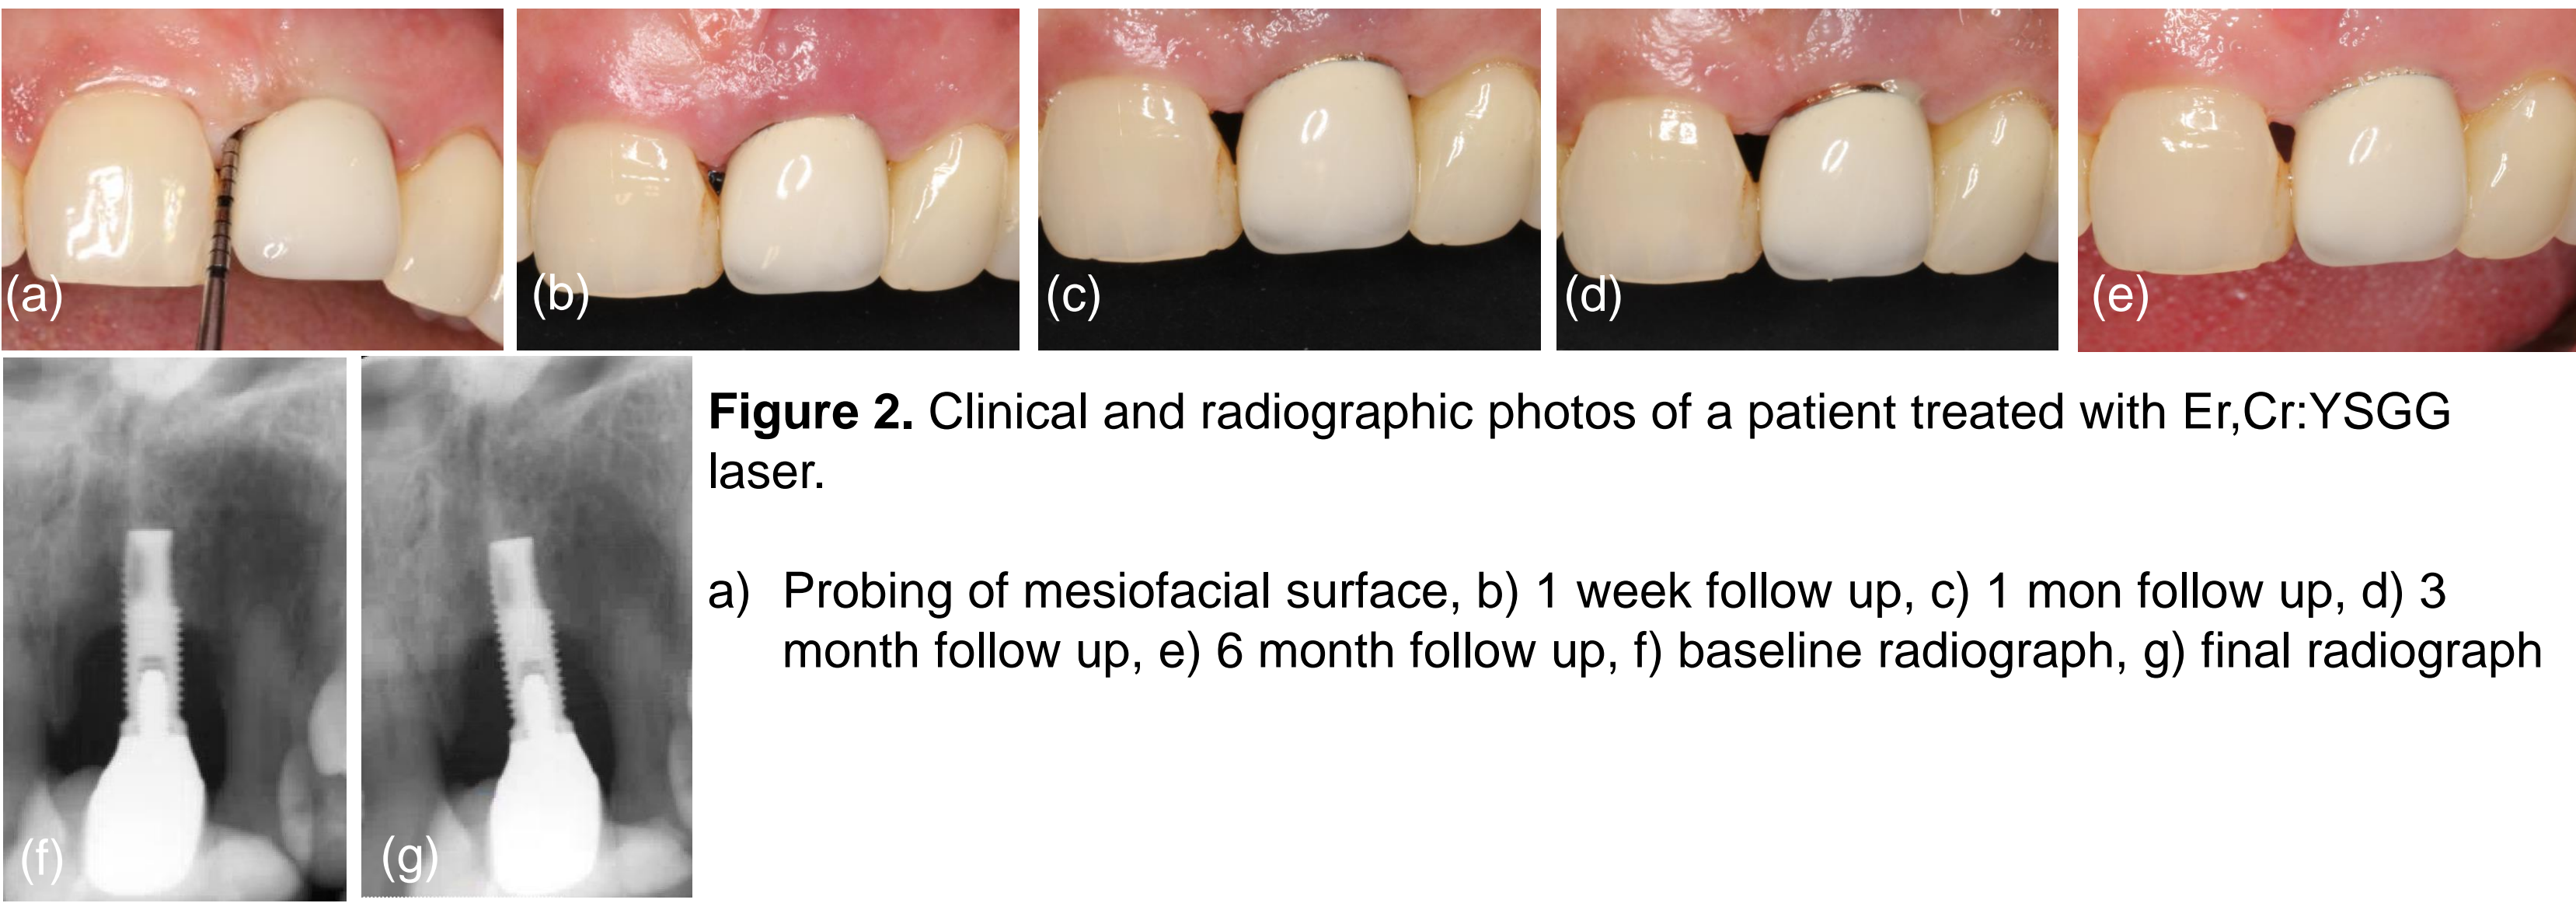 (a)
(b)
(c)
(d)
(e)
(f)
(g)
Figure 2. Clinical and radiographic photos of a patient treated with Er,Cr:YSGG
laser.
a) Probing of mesiofacial surface, b) 1 week follow up, c) 1 mon follow up, d) 3
month follow up, e) 6 month follow up, f) baseline radiograph, g) final radiograph